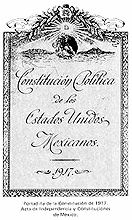 Constitución Política
de los
Estados Unidos
Mexicanos.
1917.
Portadilla de la Constitución de 1917.
Acta de Independencia y Constituciones
de México.